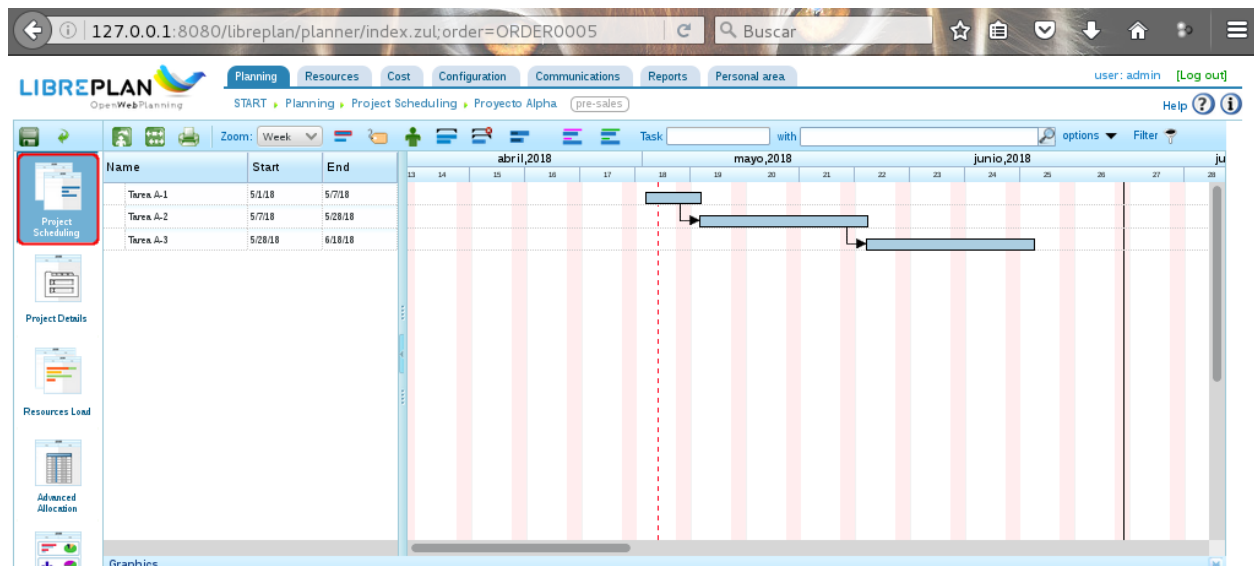 127.0.0.1:8080/libreplan/planner/index.zul;order=ORDER0005
Buscar
LIBREPLAN
OpenWebPlanning
Planning Resources Cost Configuration Communications Reports Personal area
user: admin [Log out]
START Planning Project Scheduling Proyecto Alpha pre-sales
Help
Zoom: Week Task with options Filter
Name Start End
abril,2018 mayo,2018 junio,2018 ju
13 14 15 16 17 18 19 20 21 22 23 24 25 26 27 28
Tarea A-1 5/1/18 5/7/18
Tarea A-2 5/7/18 5/28/18
Tarea A-3 5/28/18 6/18/18
Project
Scheduling
Project Details
Resources Load
Advanced
Allocation
Graphics